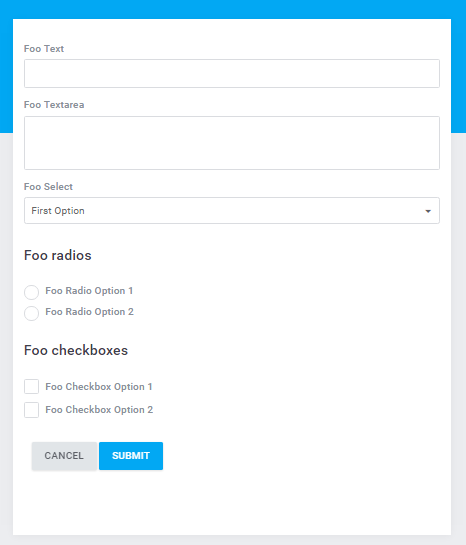 Foo Text
Foo Textarea
Foo Select
First Option
Foo radios
Foo Radio Option 1
Foo Radio Option 2
Foo checkboxes
Foo Checkbox Option 1
Foo Checkbox Option 2
CANCEL SUBMIT